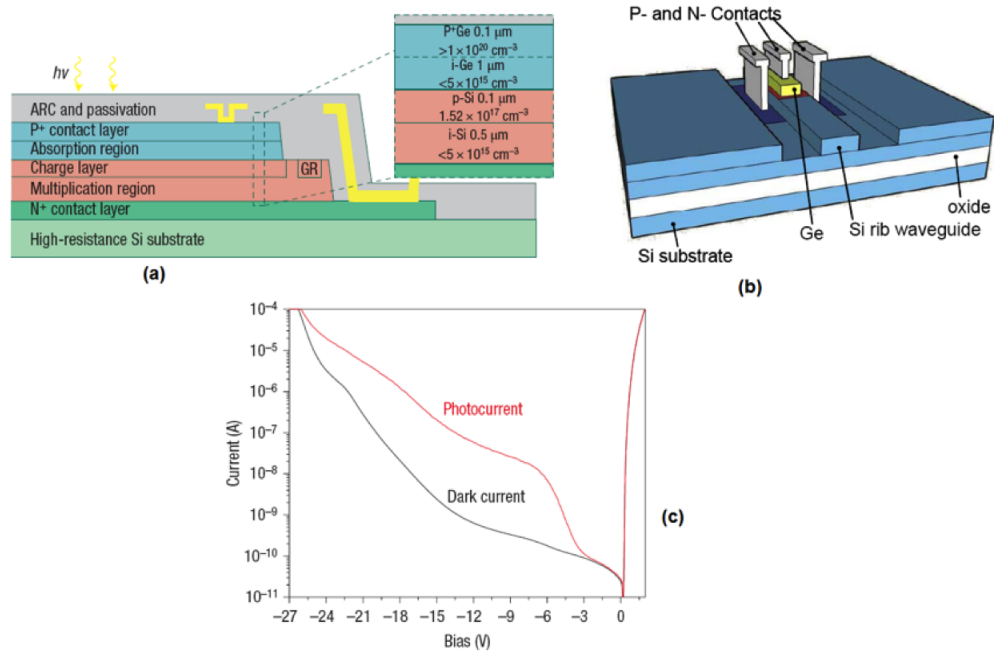 hv
ARC and passivation
P⁺ contact layer
Absorption region
Charge layer
GR
Multiplication region
N⁺ contact layer
High-resistance Si substrate
P⁺Ge 0.1 μm
>1 × 10²⁰ cm⁻³
i-Ge 1 μm
<5 × 10¹⁵ cm⁻³
p-Si 0.1 μm
1.52 × 10¹⁷ cm⁻³
i-Si 0.5 μm
<5 × 10¹⁵ cm⁻³
(a)
P- and N- Contacts
oxide
Si rib waveguide
Ge
Si substrate
(b)
10⁻⁴
10⁻⁵
10⁻⁶
10⁻⁷
10⁻⁸
10⁻⁹
10⁻¹⁰
10⁻¹¹
Current (A)
Photocurrent
Dark current
(c)
−27 −24 −21 −18 −15 −12 −9 −6 −3 0
Bias (V)